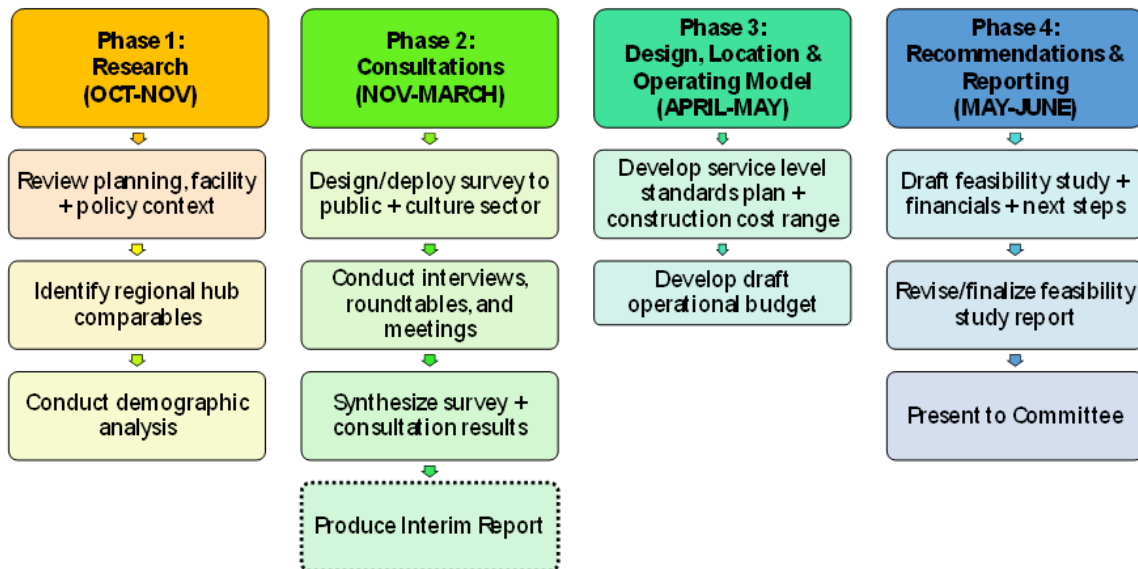 Phase 1:
Research
(OCT-NOV)
Review planning, facility
+ policy context
Identify regional hub
comparables
Conduct demographic
analysis
Phase 2:
Consultations
(NOV-MARCH)
Design/deploy survey to
public + culture sector
Conduct interviews,
roundtables, and
meetings
Synthesize survey +
consultation results
Produce Interim Report
Phase 3:
Design, Location &
Operating Model
(APRIL-MAY)
Develop service level
standards plan +
construction cost range
Develop draft
operational budget
Phase 4:
Recommendations &
Reporting
(MAY-JUNE)
Draft feasibility study +
financials + next steps
Revise/finalize feasibility
study report
Present to Committee